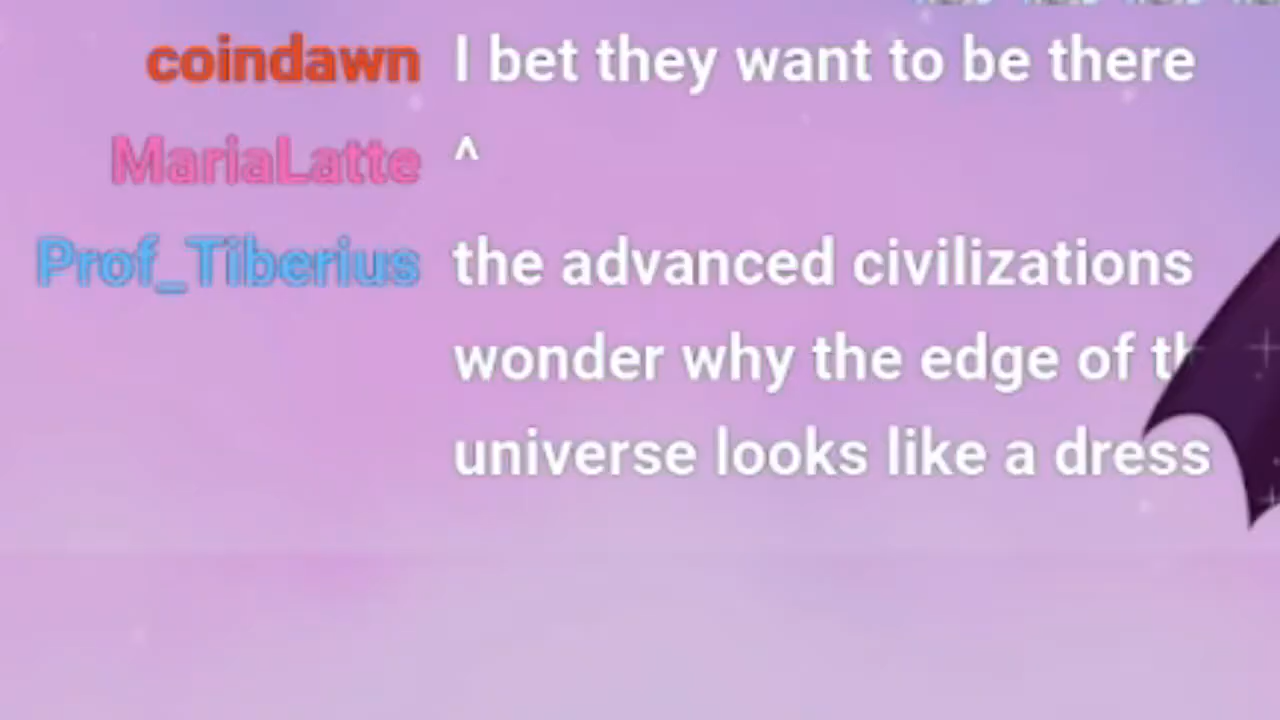 coindawn I bet they want to be there
MariaLatte ^
Prof_Tiberius the advanced civilizations
wonder why the edge of
universe looks like a dress